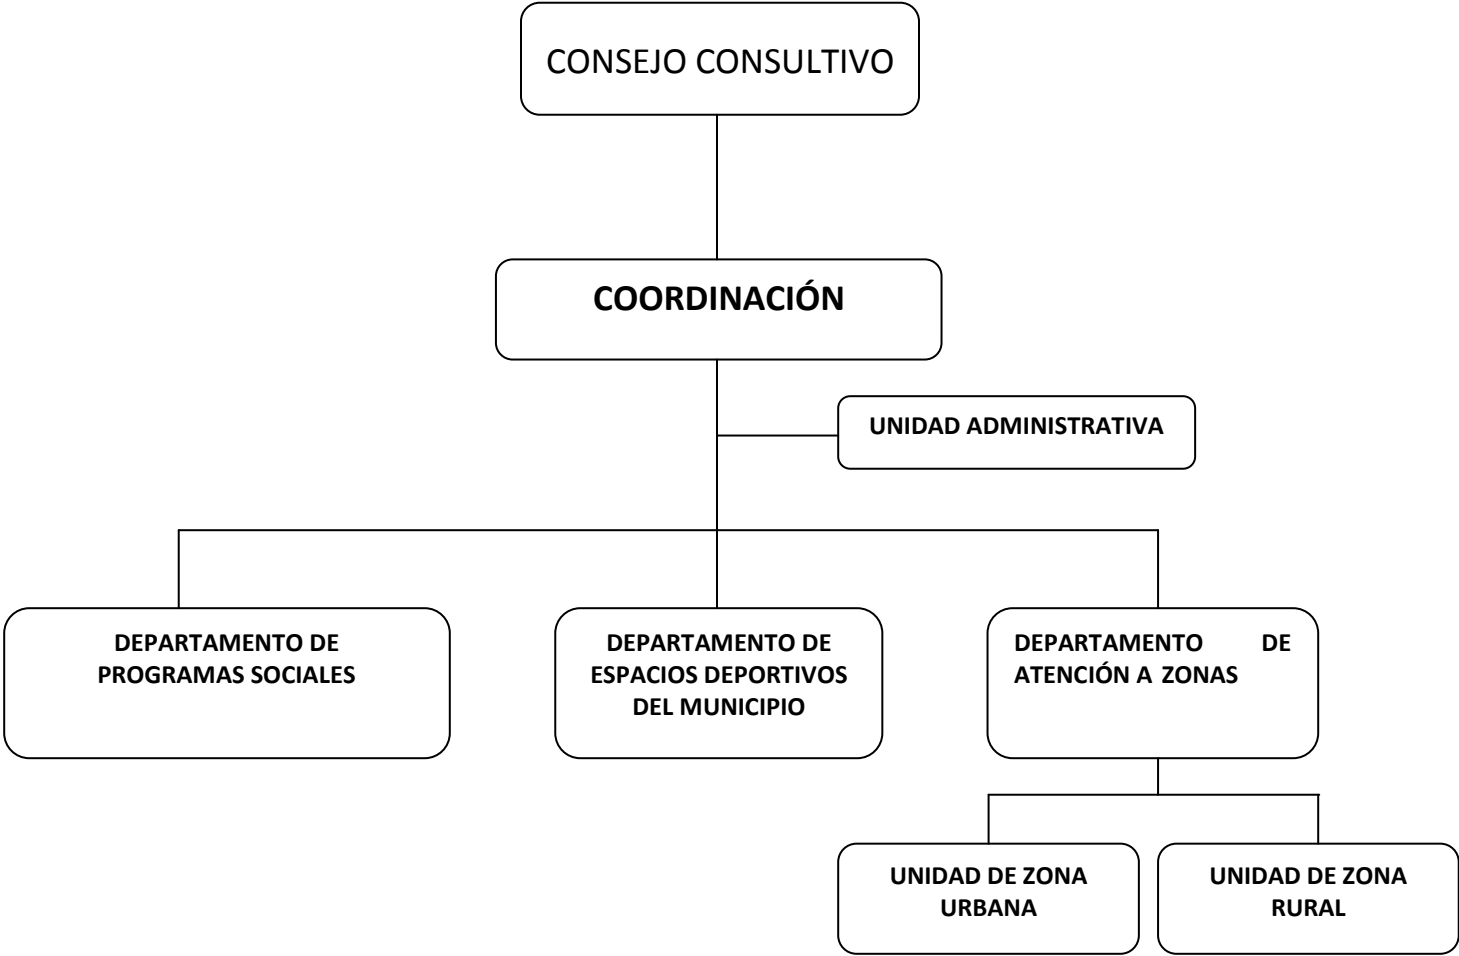 CONSEJO CONSULTIVO
COORDINACIÓN
UNIDAD ADMINISTRATIVA
DEPARTAMENTO DE
PROGRAMAS SOCIALES
DEPARTAMENTO DE
ESPACIOS DEPORTIVOS
DEL MUNICIPIO
DEPARTAMENTO DE
ATENCIÓN A ZONAS
UNIDAD DE ZONA
URBANA
UNIDAD DE ZONA
RURAL